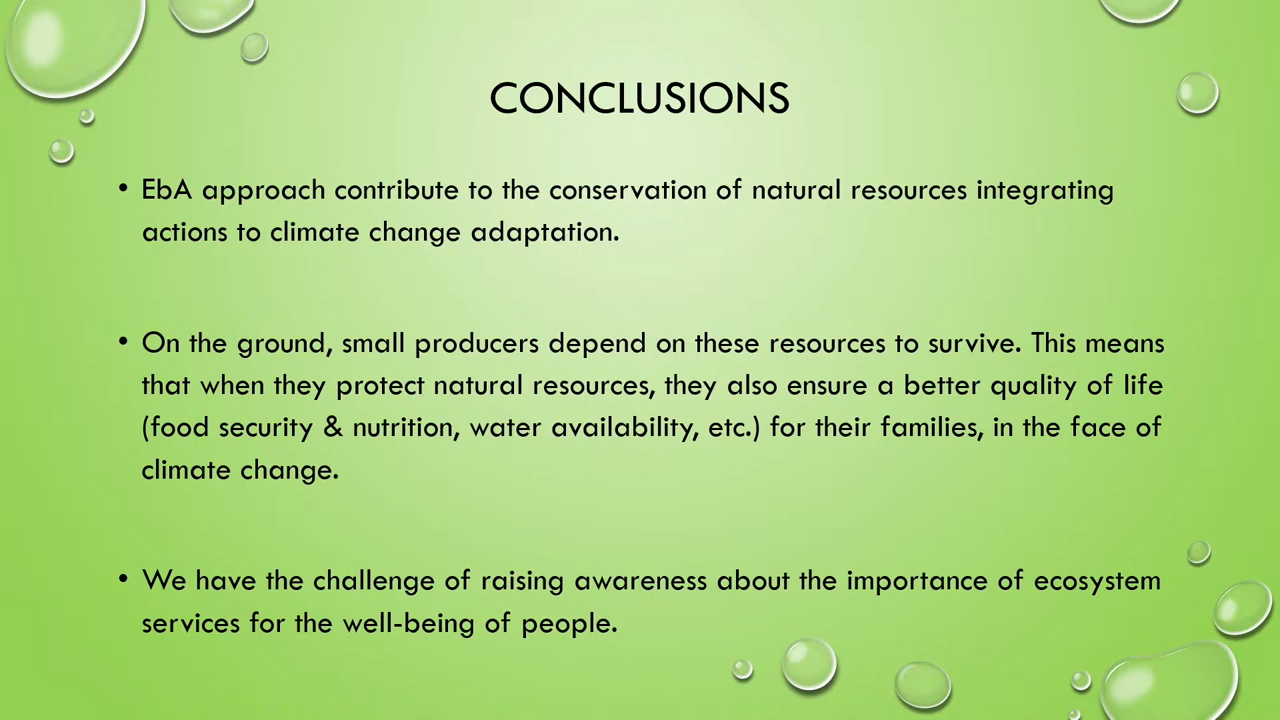 CONCLUSIONS
• EbA approach contribute to the conservation of natural resources integrating
actions to climate change adaptation.
• On the ground, small producers depend on these resources to survive. This means
that when they protect natural resources, they also ensure a better quality of life
(food security & nutrition, water availability, etc.) for their families, in the face of
climate change.
• We have the challenge of raising awareness about the importance of ecosystem
services for the well-being of people.